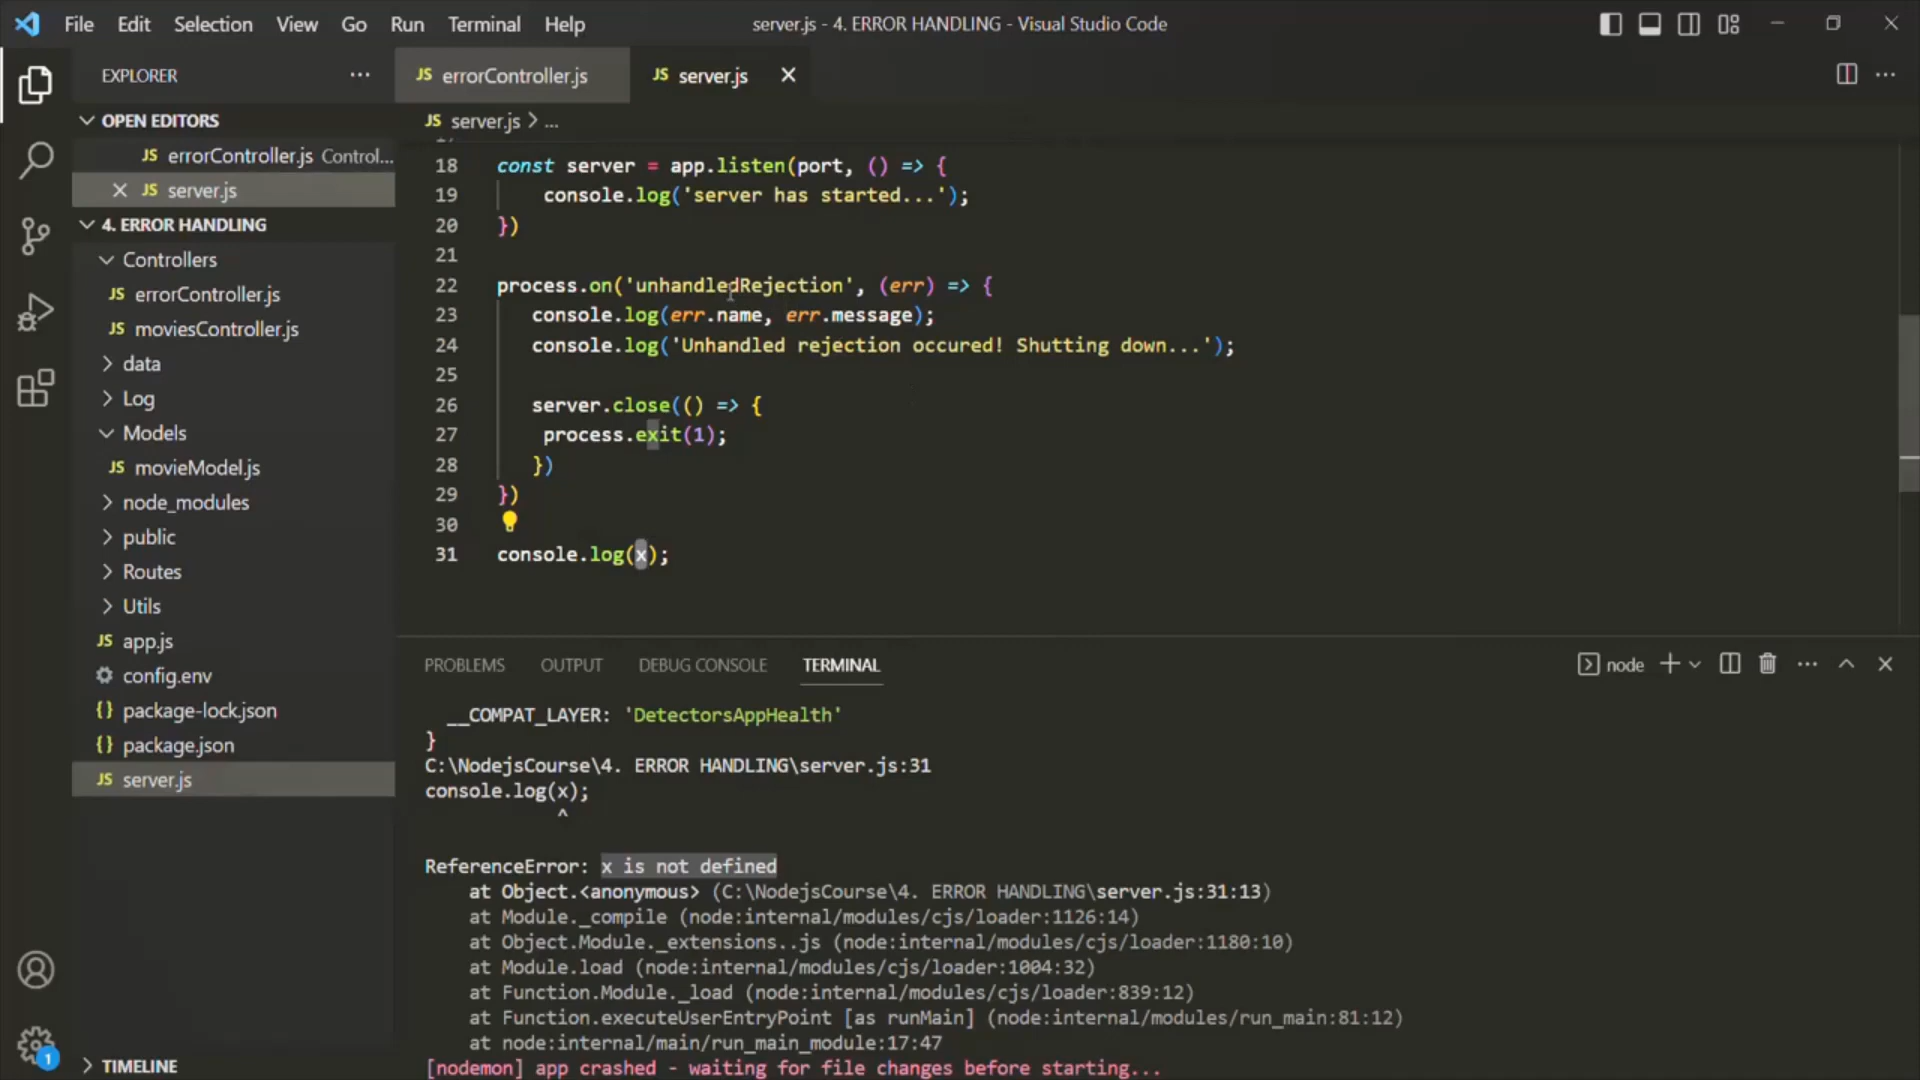 File Edit Selection View Go Run Terminal Help
server.js - 4. ERROR HANDLING - Visual Studio Code
EXPLORER ...
JS errorController.js
JS server.js
OPEN EDITORS
JS errorController.js Control...
JS server.js
4. ERROR HANDLING
Controllers
JS errorController.js
JS moviesController.js
data
Log
Models
JS movieModel.js
node_modules
public
Routes
Utils
JS app.js
config.env
{} package-lock.json
{} package.json
JS server.js
1
TIMELINE
JS server.js > ...
18 const server = app.listen(port, () => {
19 console.log('server has started...');
20 })
21
22 process.on('unhandledRejection', (err) => {
23 console.log(err.name, err.message);
24 console.log('Unhandled rejection occured! Shutting down...');
25
26 server.close(() => {
27 process.exit(1);
28 })
29 })
30
31 console.log(x);
PROBLEMS OUTPUT DEBUG CONSOLE TERMINAL
node
__COMPAT_LAYER: 'DetectorsAppHealth'
}
C:\NodejsCourse\4. ERROR HANDLING\server.js:31
console.log(x);
^
ReferenceError: x is not defined
at Object.<anonymous> (C:\NodejsCourse\4. ERROR HANDLING\server.js:31:13)
at Module._compile (node:internal/modules/cjs/loader:1126:14)
at Object.Module._extensions..js (node:internal/modules/cjs/loader:1180:10)
at Module.load (node:internal/modules/cjs/loader:1004:32)
at Function.Module._load (node:internal/modules/cjs/loader:839:12)
at Function.executeUserEntryPoint [as runMain] (node:internal/modules/run_main:81:12)
at node:internal/main/run_main_module:17:47
[nodemon] app crashed - waiting for file changes before starting...